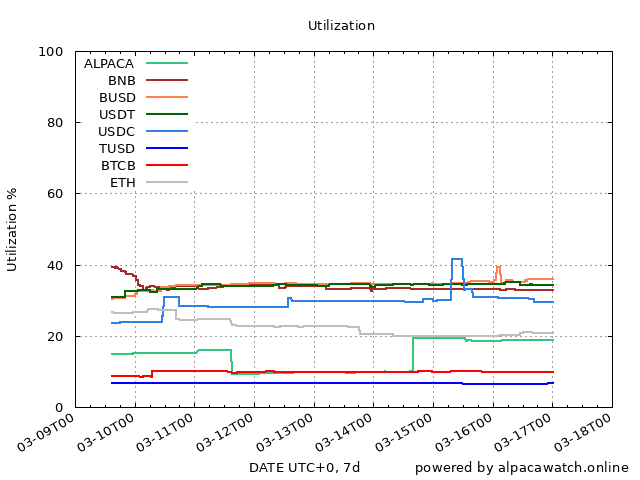 Utilization
100
80
60
40
20
0
Utilization %
ALPACA
BNB
BUSD
USDT
USDC
TUSD
BTCB
ETH
03-09T00
03-10T00
03-11T00
03-12T00
03-13T00
03-14T00
03-15T00
03-16T00
03-17T00
03-18T00
DATE UTC+0, 7d
powered by alpacawatch.online